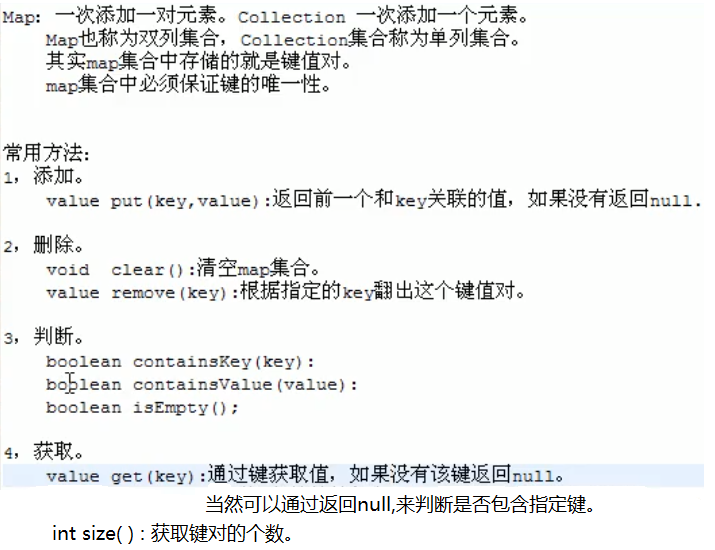 Map: 一次添加一对元素。Collection 一次添加一个元素。
Map也称为双列集合，Collection集合称为单列集合。
其实map集合中存储的就是键值对。
map集合中必须保证键的唯一性。
常用方法：
1，添加。
value put(key,value):返回前一个和key关联的值，如果没有返回null.
2，删除。
void  clear():清空map集合。
value remove(key):根据指定的key翻出这个键值对。
3，判断。
boolean containsKey(key):
boolean containsValue(value):
boolean isEmpty();
4，获取。
value get(key):通过键获取值，如果没有该键返回null。
当然可以通过返回null,来判断是否包含指定键。
int size( ) : 获取键对的个数。